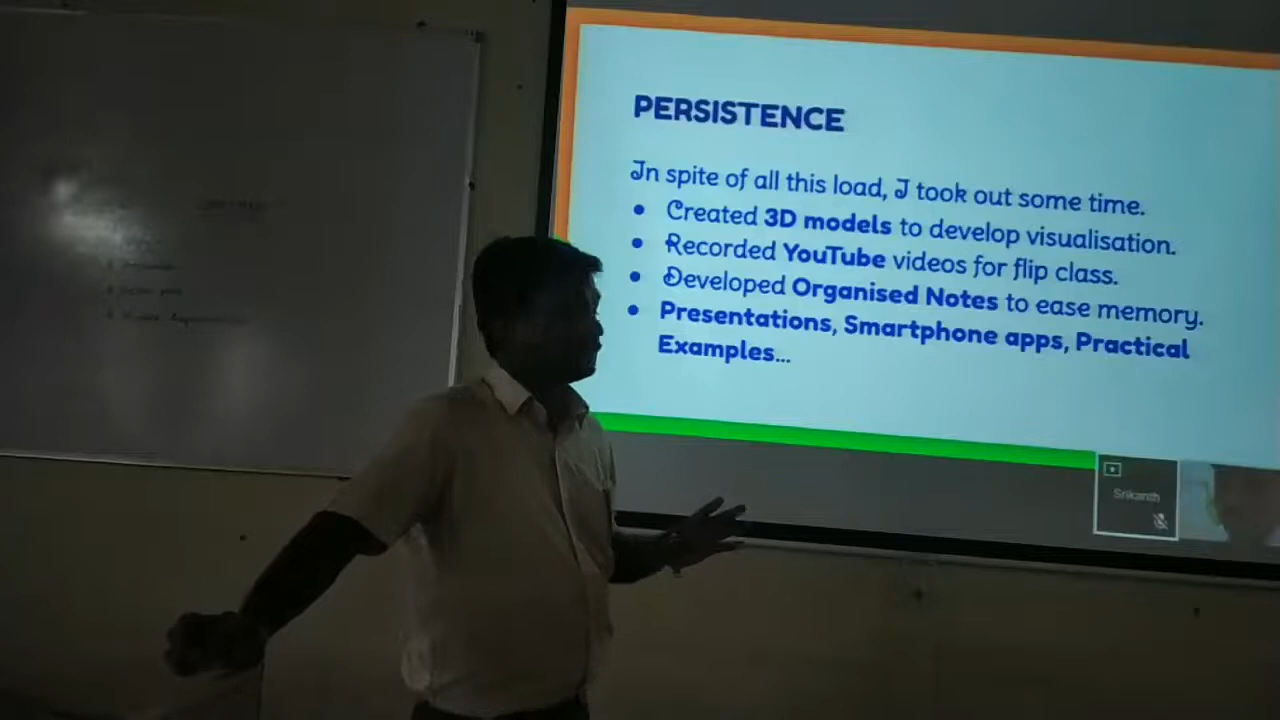 PERSISTENCE
In spite of all this load, I took out some time.
• Created 3D models to develop visualisation.
• Recorded YouTube videos for flip class.
• Developed Organised Notes to ease memory.
• Presentations, Smartphone apps, Practical
Examples...
Srikanth